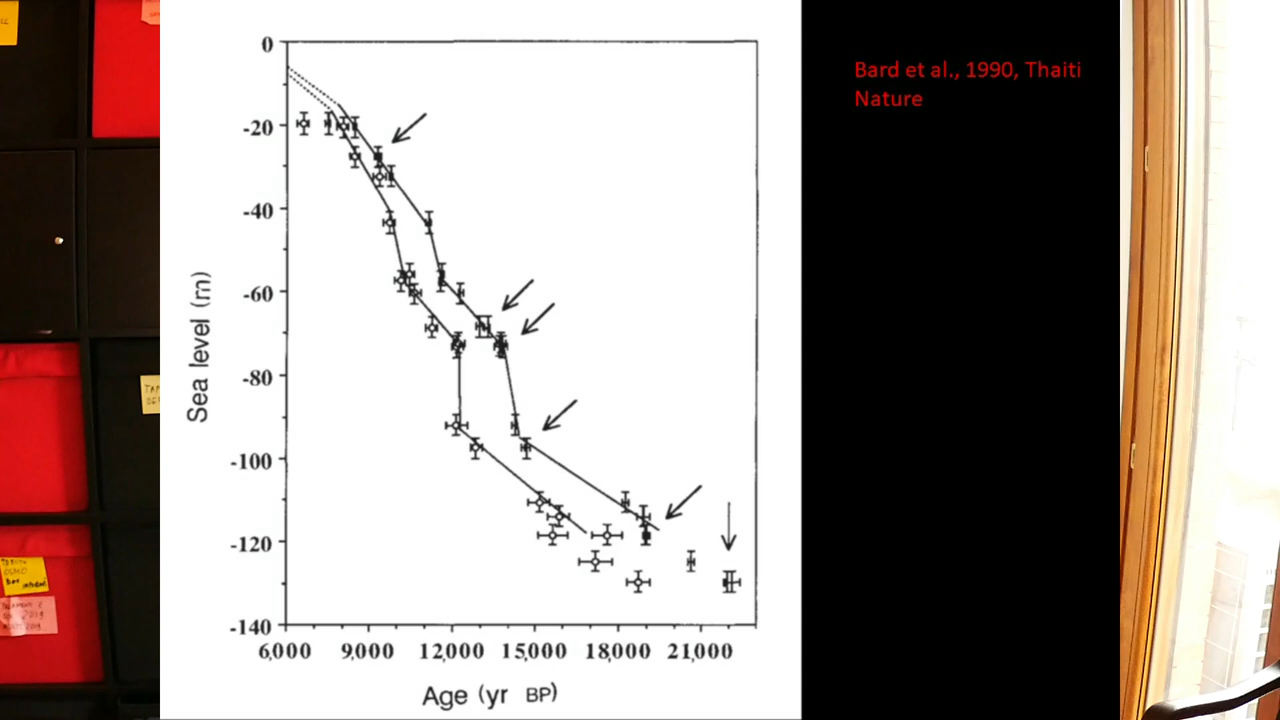 0
-20
-40
-60
-80
-100
-120
-140
Sea level (m)
6,000 9,000 12,000 15,000 18,000 21,000
Age (yr BP)
Bard et al., 1990, Thaiti
Nature